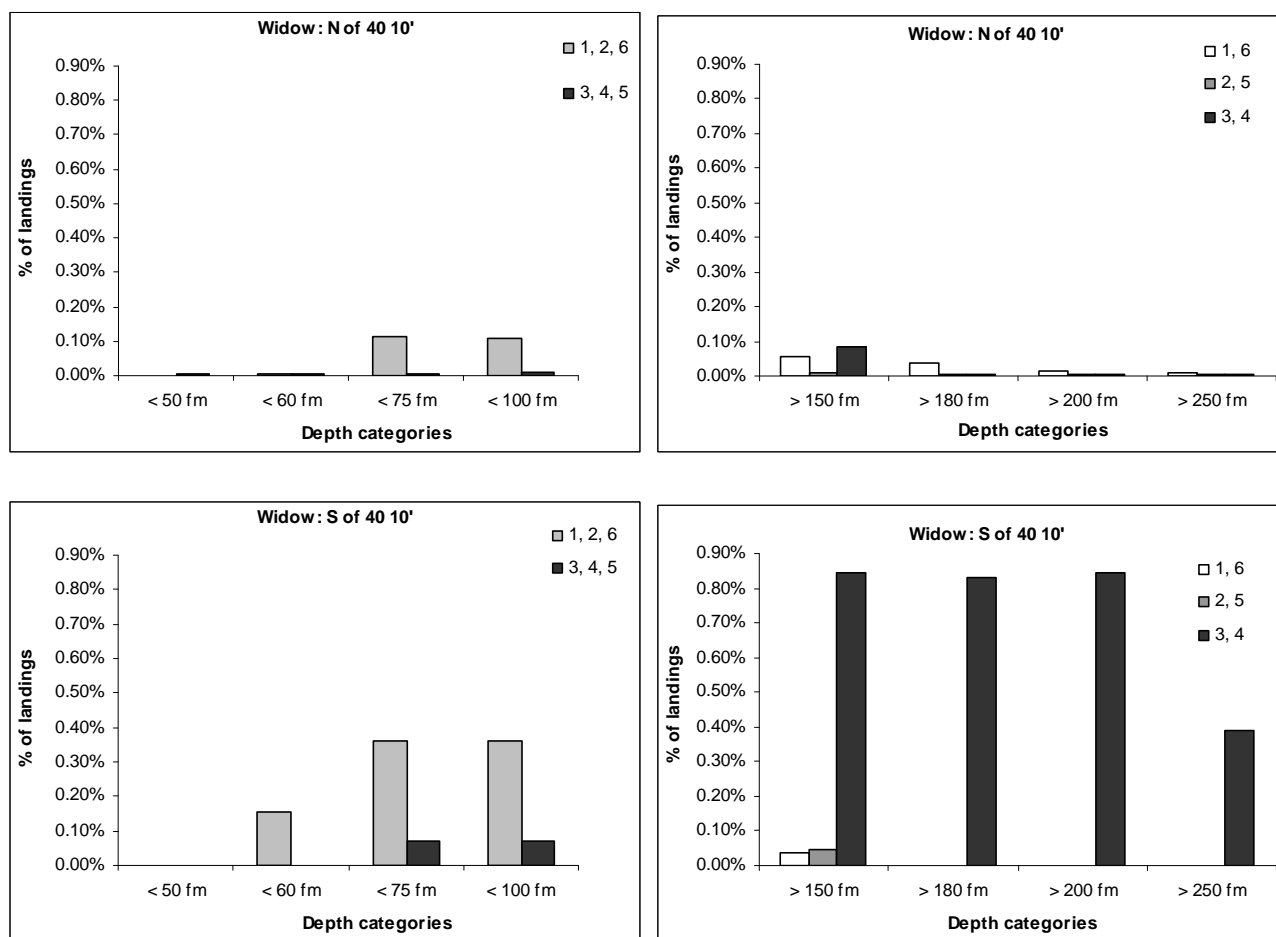 Widow: N of 40 10'
1, 2, 6
3, 4, 5
0.90%
0.80%
0.70%
0.60%
0.50%
0.40%
0.30%
0.20%
0.10%
0.00%
% of landings
< 50 fm < 60 fm < 75 fm < 100 fm
Depth categories
Widow: N of 40 10'
1, 6
2, 5
3, 4
0.90%
0.80%
0.70%
0.60%
0.50%
0.40%
0.30%
0.20%
0.10%
0.00%
% of landings
> 150 fm > 180 fm > 200 fm > 250 fm
Depth categories
Widow: S of 40 10'
1, 2, 6
3, 4, 5
0.90%
0.80%
0.70%
0.60%
0.50%
0.40%
0.30%
0.20%
0.10%
0.00%
% of landings
< 50 fm < 60 fm < 75 fm < 100 fm
Depth categories
Widow: S of 40 10'
1, 6
2, 5
3, 4
0.90%
0.80%
0.70%
0.60%
0.50%
0.40%
0.30%
0.20%
0.10%
0.00%
% of landings
> 150 fm > 180 fm > 200 fm > 250 fm
Depth categories